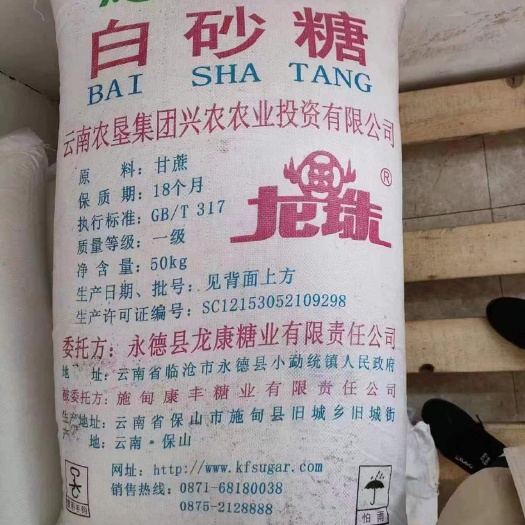 白砂糖
BAI SHA TANG
云南农垦集团兴农农业投资有限公司
原 料：甘蔗
保 质 期：18个月
执行标准：GB/T 317
质量等级：一级
净 含 量：50kg
生产日期、批号：见背面上方
生产许可证编号：SC12153052109298
龙珠®
委托方：永德县龙康糖业有限责任公司
地 址：云南省临沧市永德县小勐统镇人民政府
被委托方：施甸康丰糖业有限责任公司
生产地址：云南省保山市施甸县旧城乡旧城街
产 地：云南·保山
网址：http://www.kfsugar.com
销售热线：0871-68180038
0875-2128888
怕雨